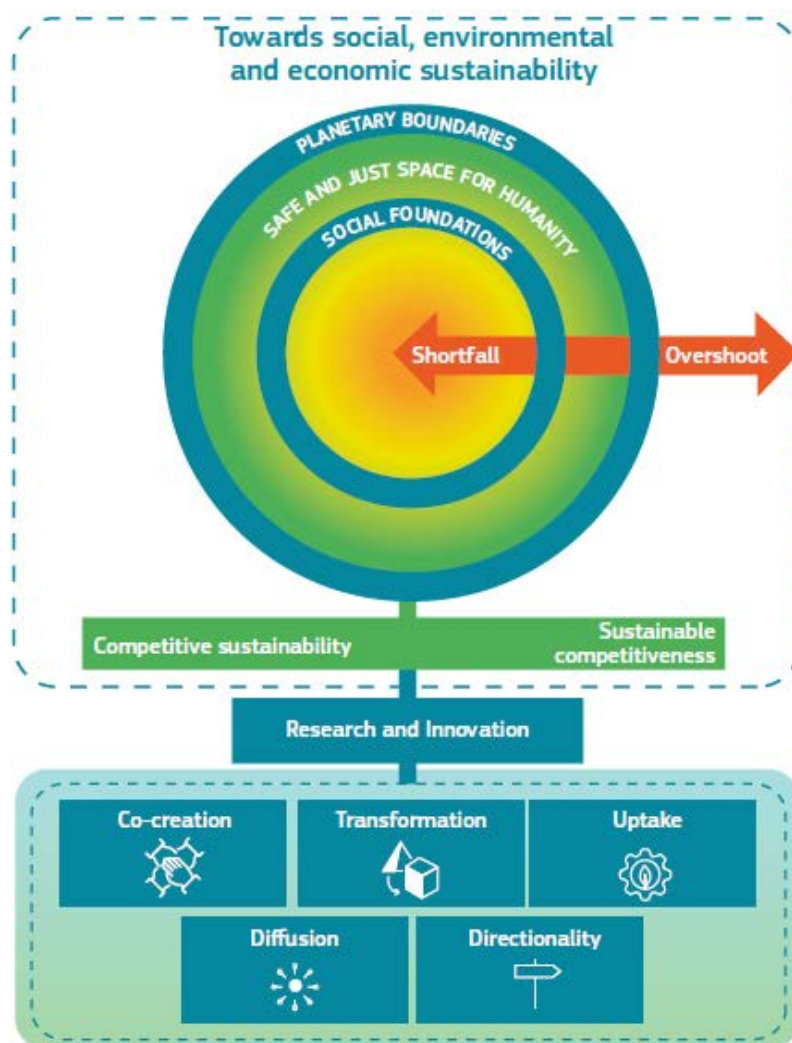 Towards social, environmental
and economic sustainability
PLANETARY BOUNDARIES
SAFE AND JUST SPACE FOR HUMANITY
SOCIAL FOUNDATIONS
Shortfall
Overshoot
Competitive sustainability
Sustainable
competitiveness
Research and Innovation
Co-creation
Transformation
Uptake
Diffusion
Directionality